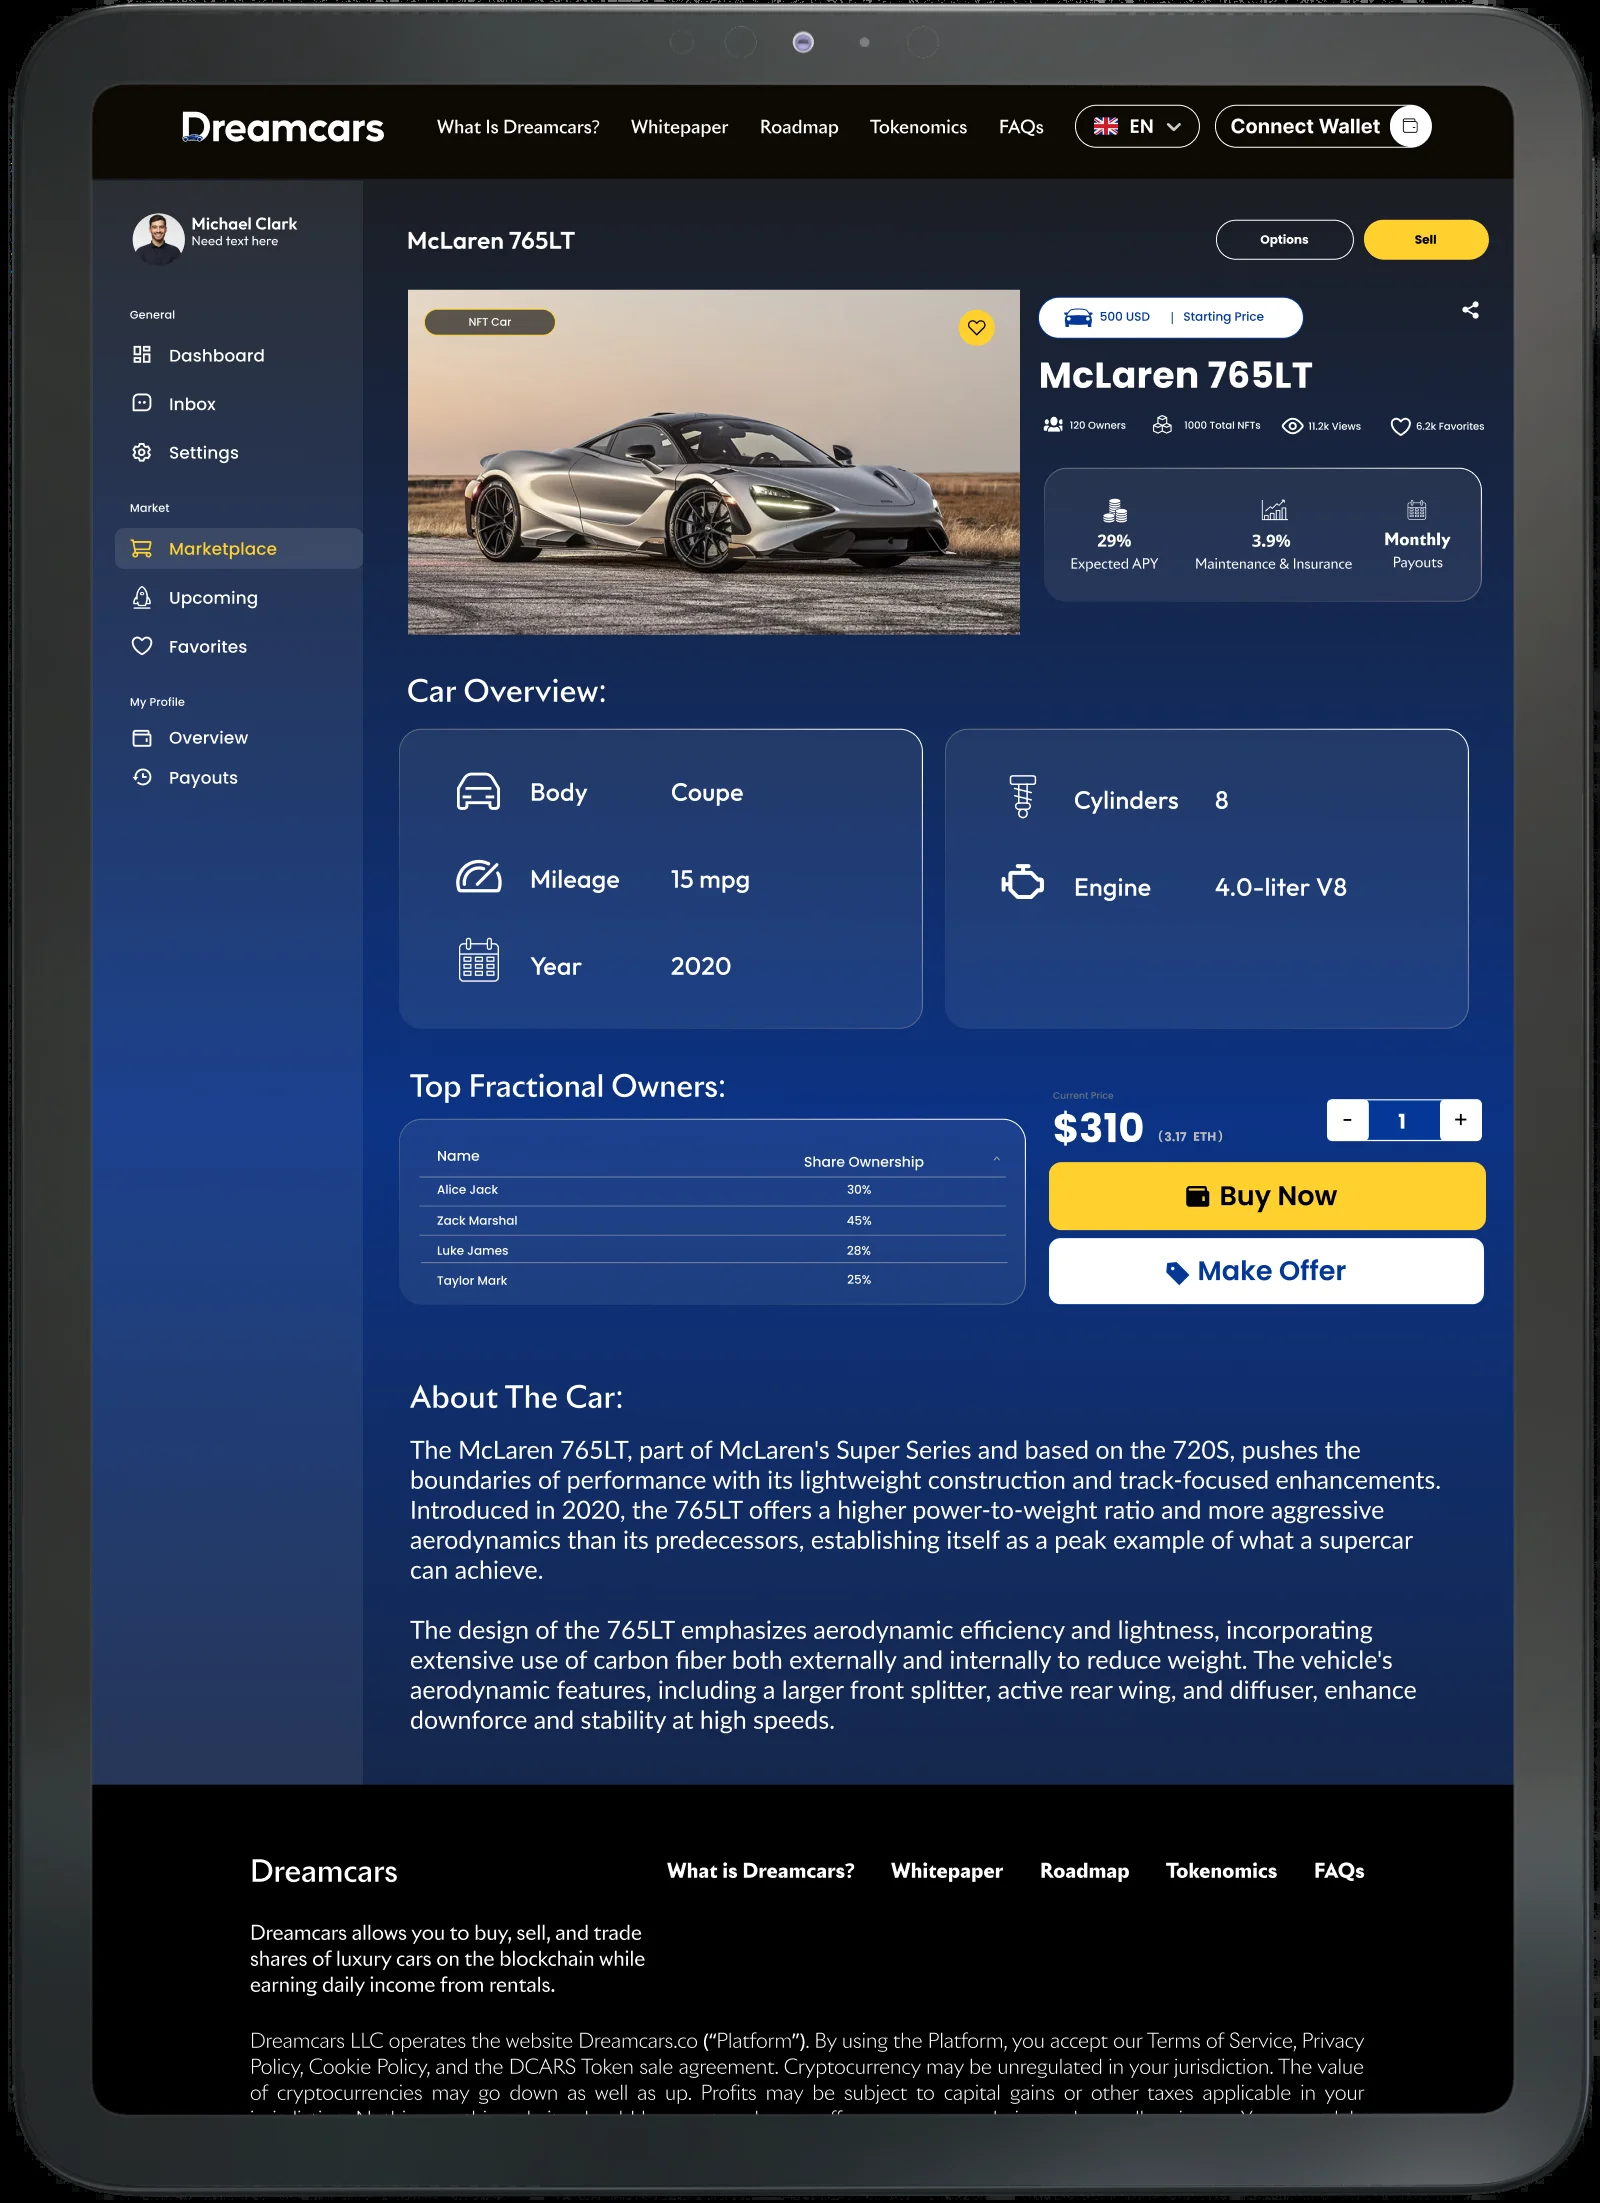 Dreamcars
What Is Dreamcars? Whitepaper Roadmap Tokenomics FAQs EN Connect Wallet
Michael Clark
Need text here
General
Dashboard
Inbox
Settings
Market
Marketplace
Upcoming
Favorites
My Profile
Overview
Payouts
McLaren 765LT
Options Sell
NFT Car
500 USD | Starting Price
McLaren 765LT
120 Owners 1000 Total NFTs 11.2k Views 6.2k Favorites
29% 3.9% Monthly
Expected APY Maintenance & Insurance Payouts
Car Overview:
Body Coupe
Mileage 15 mpg
Year 2020
Cylinders 8
Engine 4.0-liter V8
Top Fractional Owners:
Name Share Ownership
Alice Jack 30%
Zack Marshal 45%
Luke James 28%
Taylor Mark 25%
Current Price
$310 (3.17 ETH)
- 1 +
Buy Now
Make Offer
About The Car:
The McLaren 765LT, part of McLaren's Super Series and based on the 720S, pushes the
boundaries of performance with its lightweight construction and track-focused enhancements.
Introduced in 2020, the 765LT offers a higher power-to-weight ratio and more aggressive
aerodynamics than its predecessors, establishing itself as a peak example of what a supercar
can achieve.
The design of the 765LT emphasizes aerodynamic efficiency and lightness, incorporating
extensive use of carbon fiber both externally and internally to reduce weight. The vehicle's
aerodynamic features, including a larger front splitter, active rear wing, and diffuser, enhance
downforce and stability at high speeds.
Dreamcars
What is Dreamcars? Whitepaper Roadmap Tokenomics FAQs
Dreamcars allows you to buy, sell, and trade
shares of luxury cars on the blockchain while
earning daily income from rentals.
Dreamcars LLC operates the website Dreamcars.co (“Platform”). By using the Platform, you accept our Terms of Service, Privacy
Policy, Cookie Policy, and the DCARS Token sale agreement. Cryptocurrency may be unregulated in your jurisdiction. The value
of cryptocurrencies may go down as well as up. Profits may be subject to capital gains or other taxes applicable in your